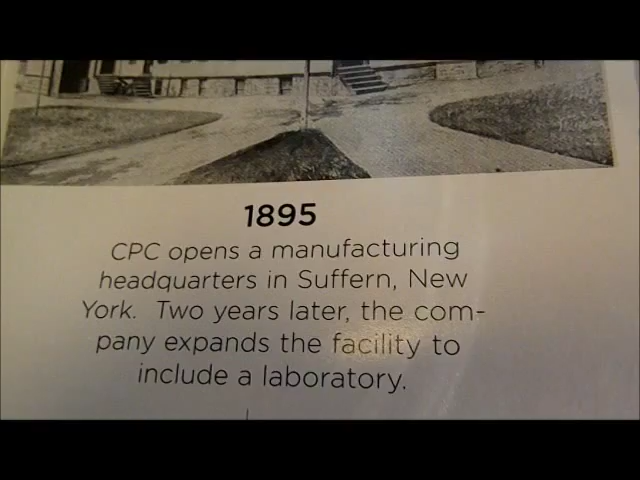 1895
CPC opens a manufacturing
headquarters in Suffern, New
York. Two years later, the com-
pany expands the facility to
include a laboratory.